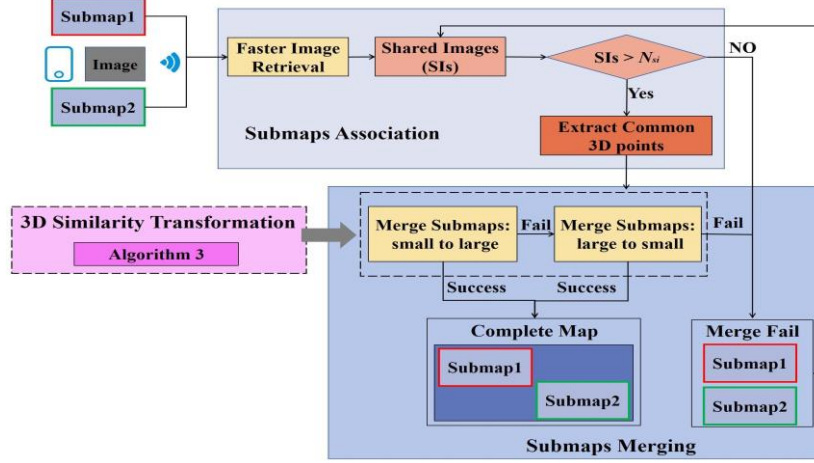 Submap1
Image
Submap2
Faster Image
Retrieval
Shared Images
(SIs)
SIs > Nsi
NO
Yes
Submaps Association
Extract Common
3D points
3D Similarity Transformation
Algorithm 3
Merge Submaps:
small to large
Fail
Merge Submaps:
large to small
Fail
Success
Success
Complete Map
Submap1
Submap2
Merge Fail
Submap1
Submap2
Submaps Merging